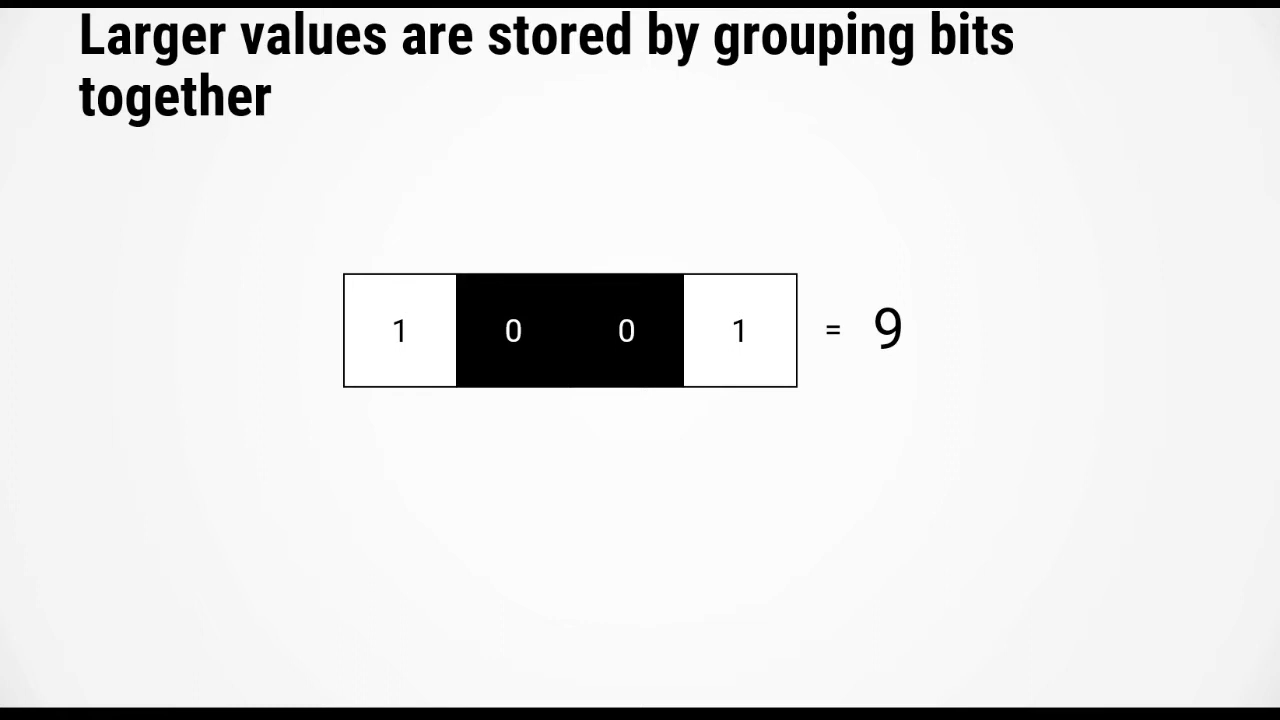 Larger values are stored by grouping bits
together
1 0 0 1 = 9